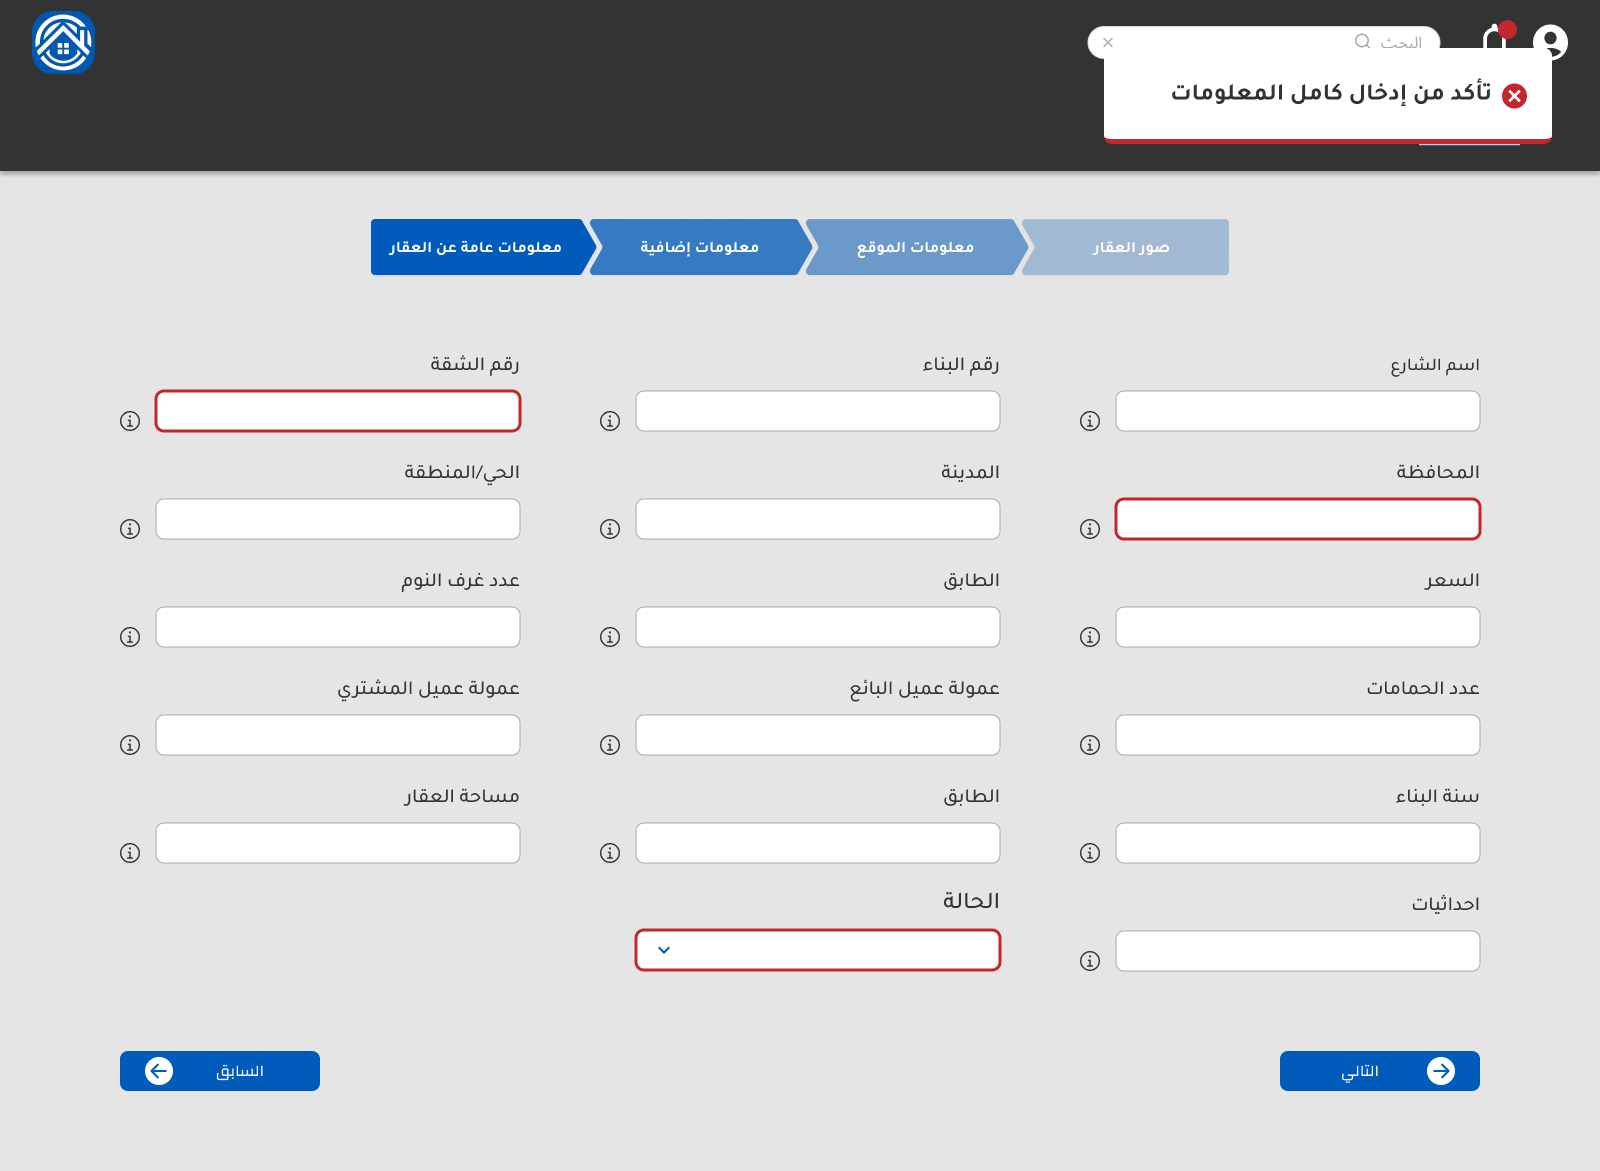 البحث
تأكد من إدخال كامل المعلومات
صور العقار
معلومات الموقع
معلومات إضافية
معلومات عامة عن العقار
اسم الشارع
رقم البناء
رقم الشقة
المحافظة
المدينة
الحي/المنطقة
السعر
الطابق
عدد غرف النوم
عدد الحمامات
عمولة عميل البائع
عمولة عميل المشتري
سنة البناء
الطابق
مساحة العقار
احداثيات
الحالة
التالي
السابق